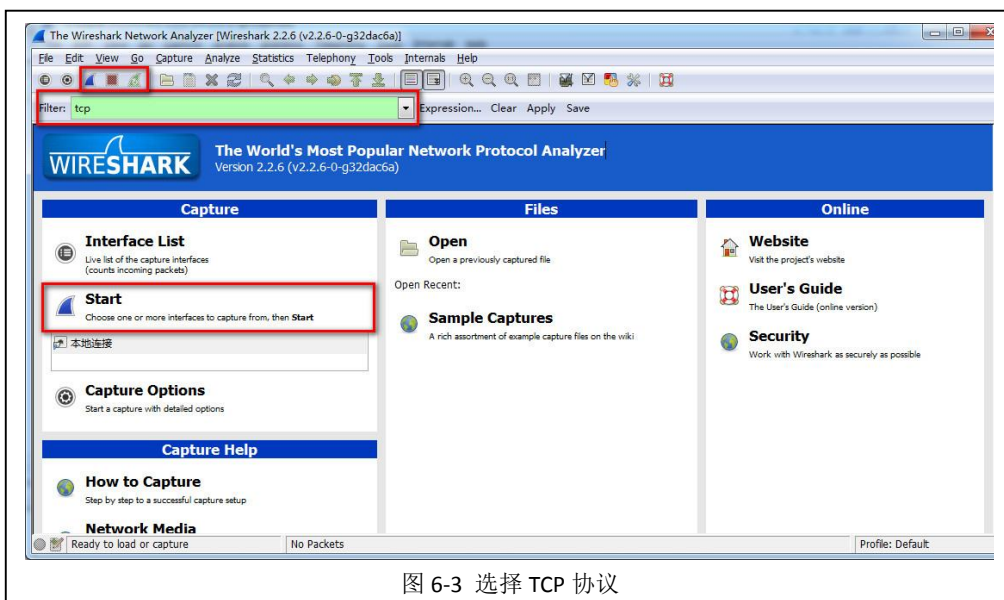 The Wireshark Network Analyzer [Wireshark 2.2.6 (v2.2.6-0-g32dac6a)]
File Edit View Go Capture Analyze Statistics Telephony Tools Internals Help
Filter: tcp Expression... Clear Apply Save
WIRESHARK
The World's Most Popular Network Protocol Analyzer
Version 2.2.6 (v2.2.6-0-g32dac6a)
Capture
Interface List
Live list of the capture interfaces
(counts incoming packets)
Start
Choose one or more interfaces to capture from, then Start
本地连接
Capture Options
Start a capture with detailed options
Capture Help
How to Capture
Step by step to a successful capture setup
Network Media
Files
Open
Open a previously captured file
Open Recent:
Sample Captures
A rich assortment of example capture files on the wiki
Online
Website
Visit the project's website
User's Guide
The User's Guide (online version)
Security
Work with Wireshark as securely as possible
Ready to load or capture No Packets Profile: Default
图 6-3 选择 TCP 协议